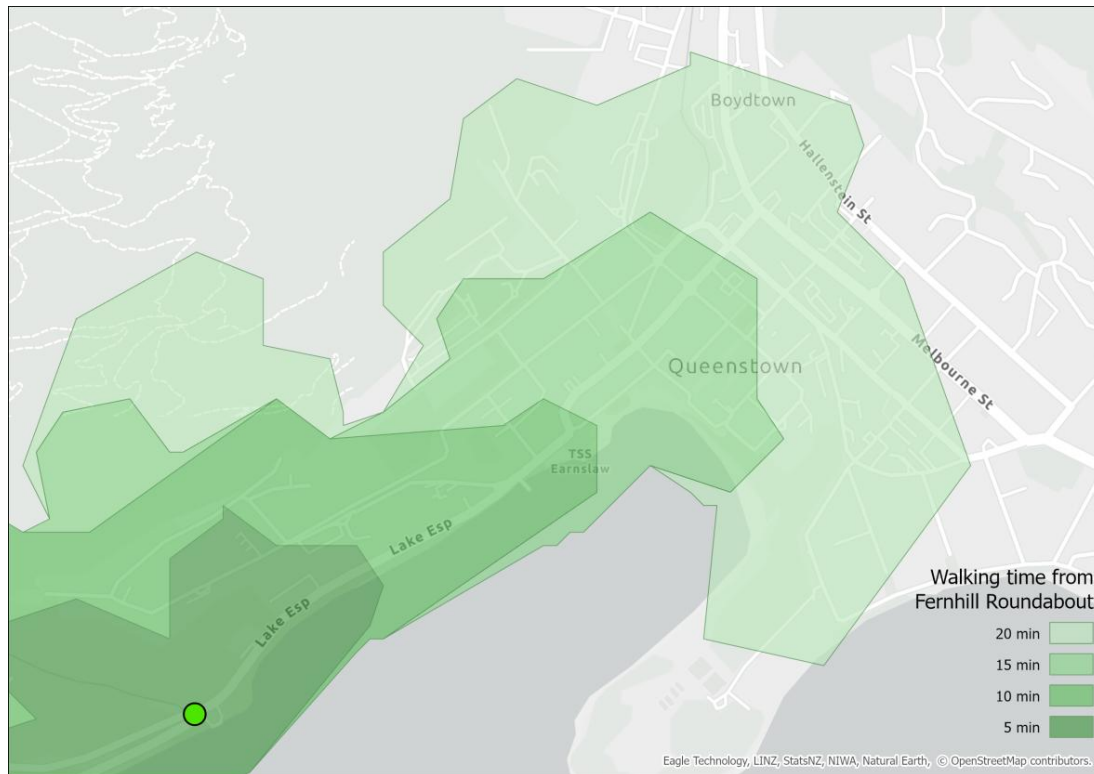 Boydtown
Hallenstein St
Queenstown
Melbourne St
TSS
Earnslaw
Lake Esp
Lake Esp
Walking time from
Fernhill Roundabout
20 min
15 min
10 min
5 min
Eagle Technology, LINZ, StatsNZ, NIWA, Natural Earth, © OpenStreetMap contributors.